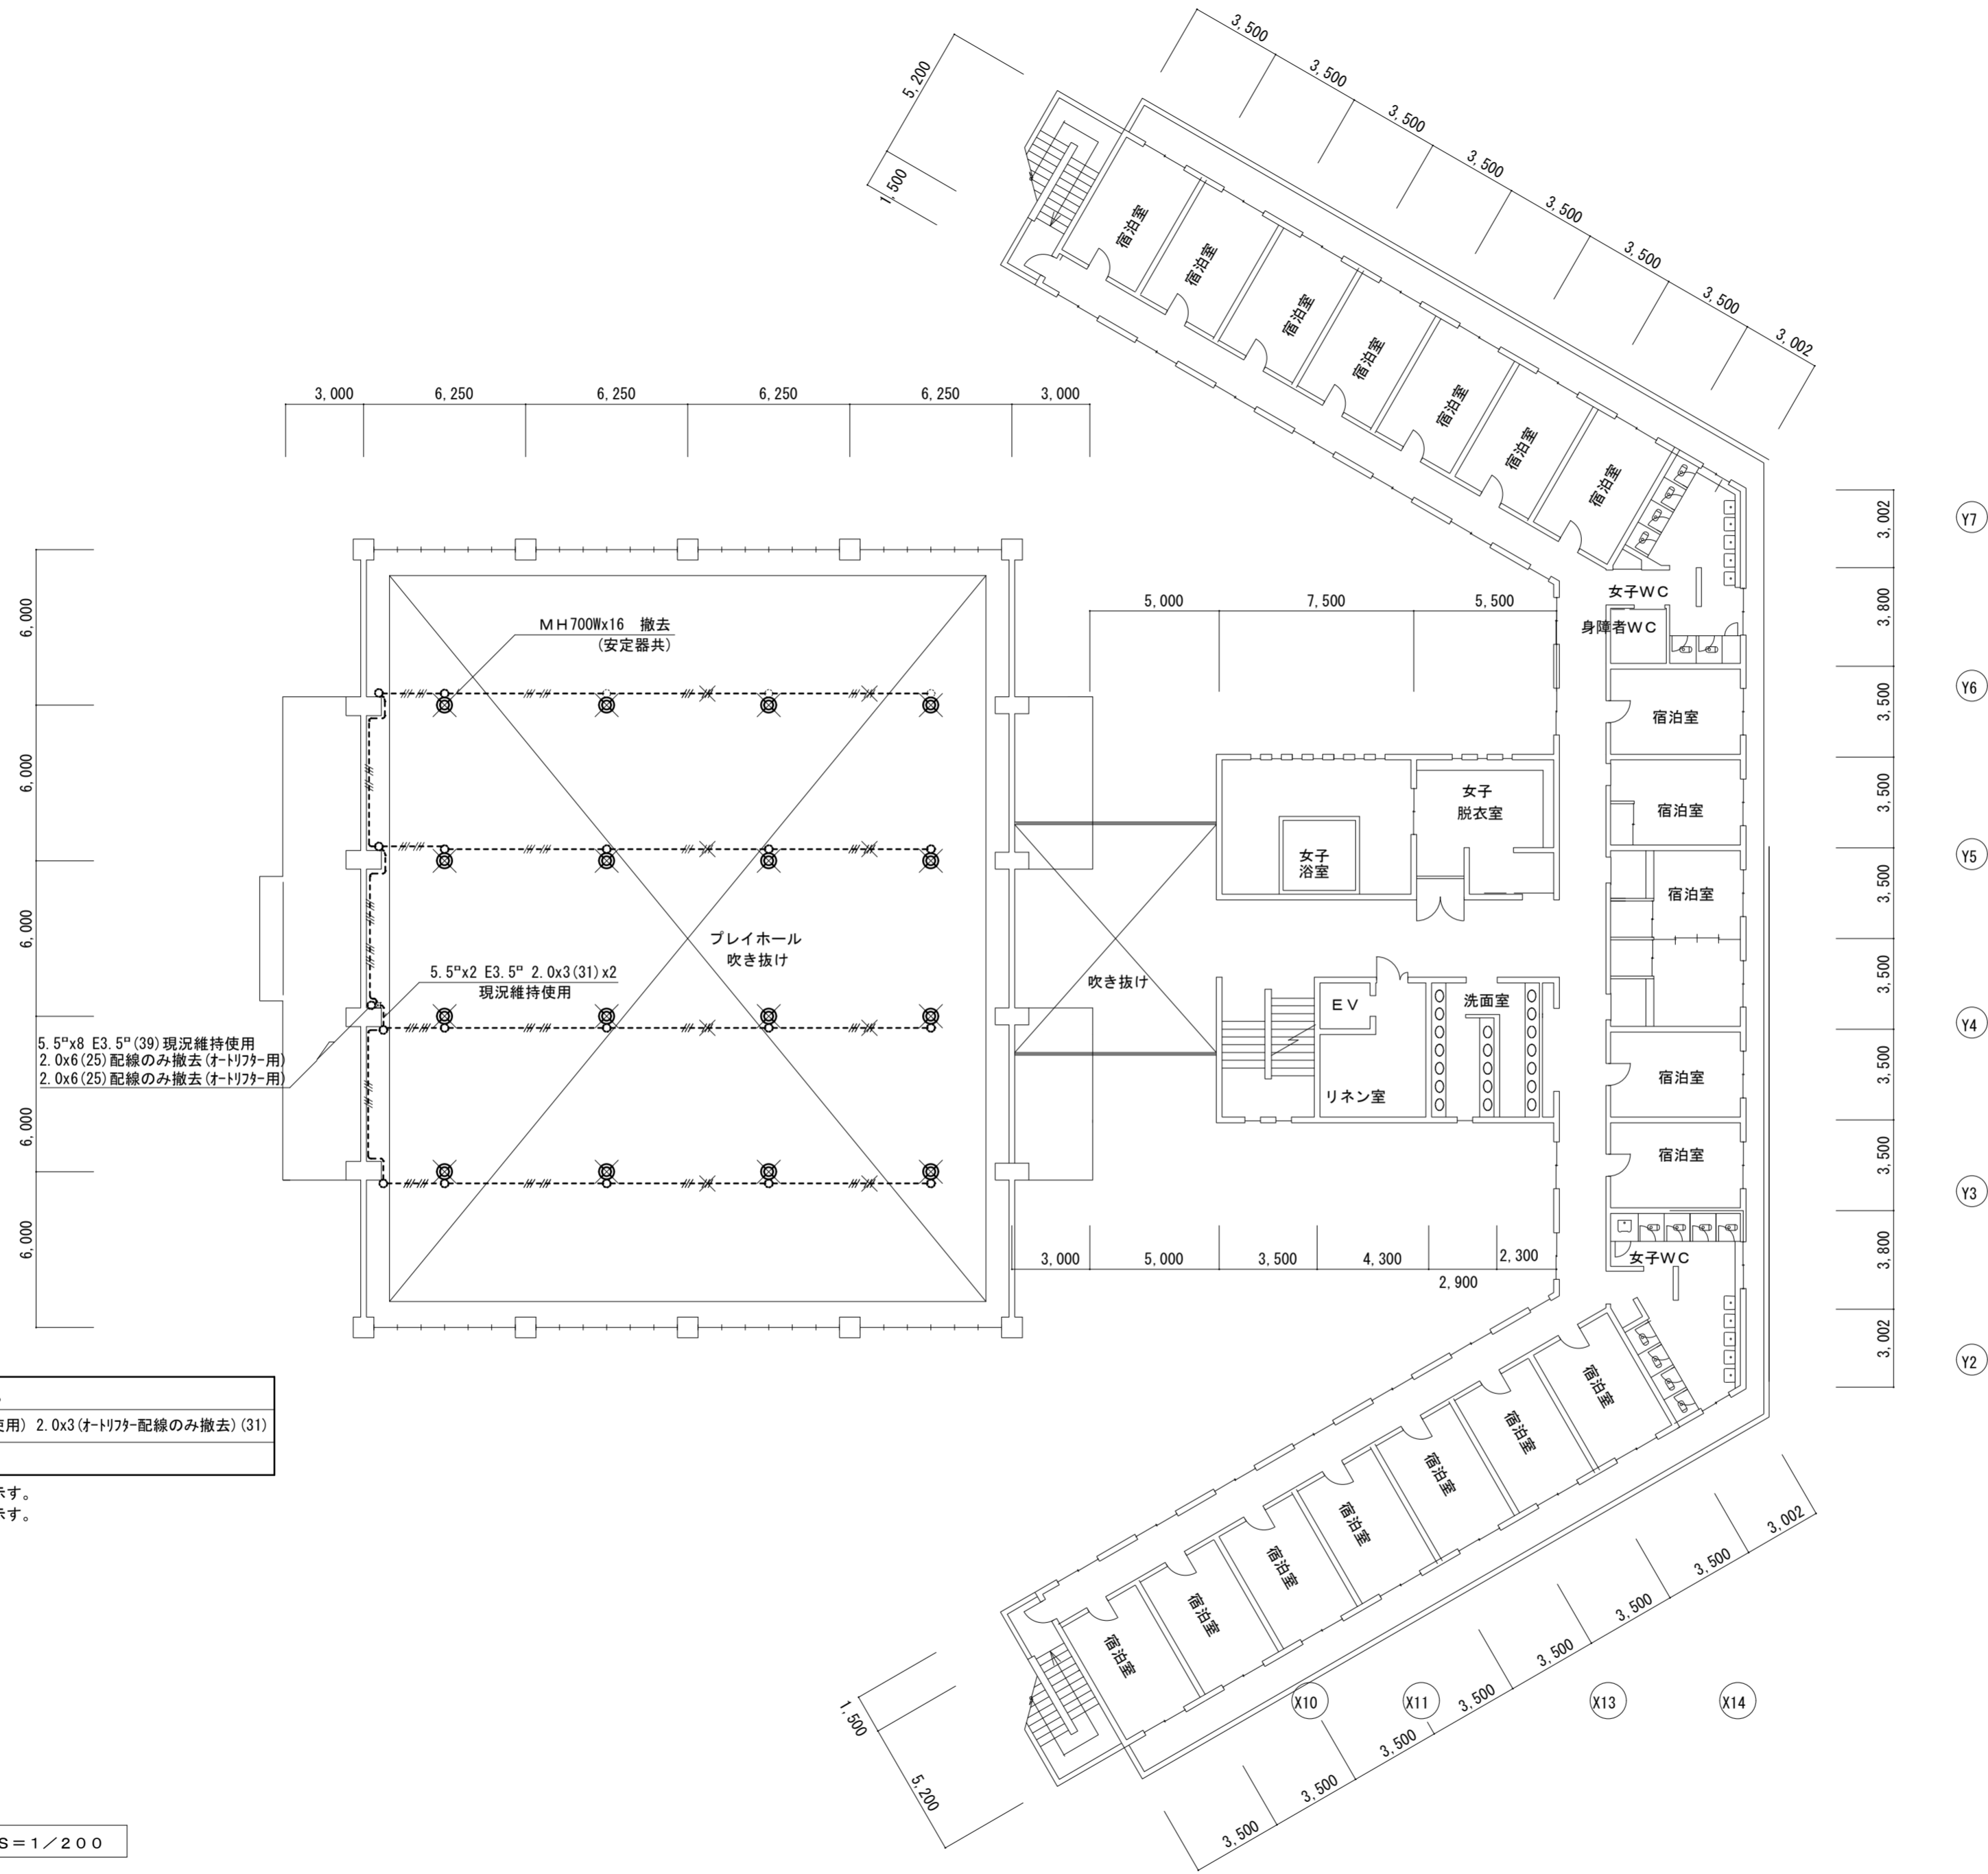 3,500
3,500
3,500
3,500
3,500
3,500
3,500
3,002
5,200
1,500
宿泊室
宿泊室
宿泊室
宿泊室
宿泊室
宿泊室
宿泊室
3,000
6,250
6,250
6,250
6,250
3,000
3,002
3,800
3,500
3,500
3,500
3,500
3,500
3,500
3,800
3,002
Y7
Y6
Y5
Y4
Y3
Y2
6,000
6,000
6,000
6,000
6,000
MH700Wx16 撤去
(安定器共)
5,000
7,500
5,500
女子WC
身障者WC
宿泊室
宿泊室
宿泊室
宿泊室
宿泊室
女子WC
女子
脱衣室
女子
浴室
プレイホール
吹き抜け
吹き抜け
EV
洗面室
リネン室
5.5□x2 E3.5□ 2.0x3(31)x2
現況維持使用
5.5□x8 E3.5□(39)現況維持使用
2.0x6(25)配線のみ撤去(ｵｰﾄﾘﾌﾀｰ用)
2.0x6(25)配線のみ撤去(ｵｰﾄﾘﾌﾀｰ用)
3,000
5,000
3,500
4,300
2,900
2,300
使用) 2.0x3(ｵｰﾄﾘﾌﾀｰ配線のみ撤去)(31)
示す。
示す。
宿泊室
宿泊室
宿泊室
宿泊室
宿泊室
宿泊室
宿泊室
1,500
5,200
3,500
3,500
3,500
3,500
3,500
3,500
3,500
3,002
X10
X11
X13
X14
S=1/200